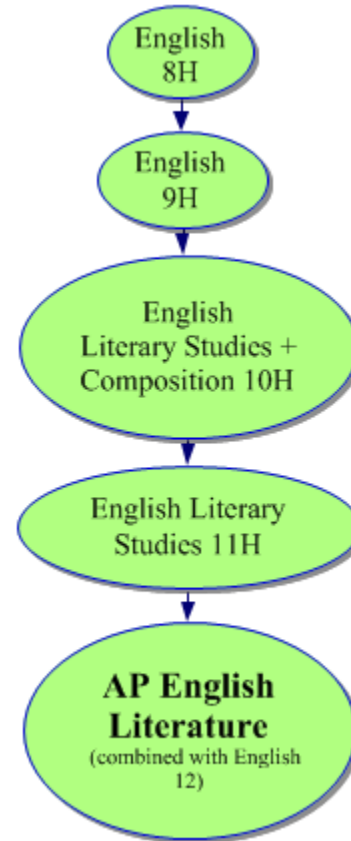 English
8H
English
9H
English
Literary Studies +
Composition 10H
English Literary
Studies 11H
AP English
Literature
(combined with English
12)